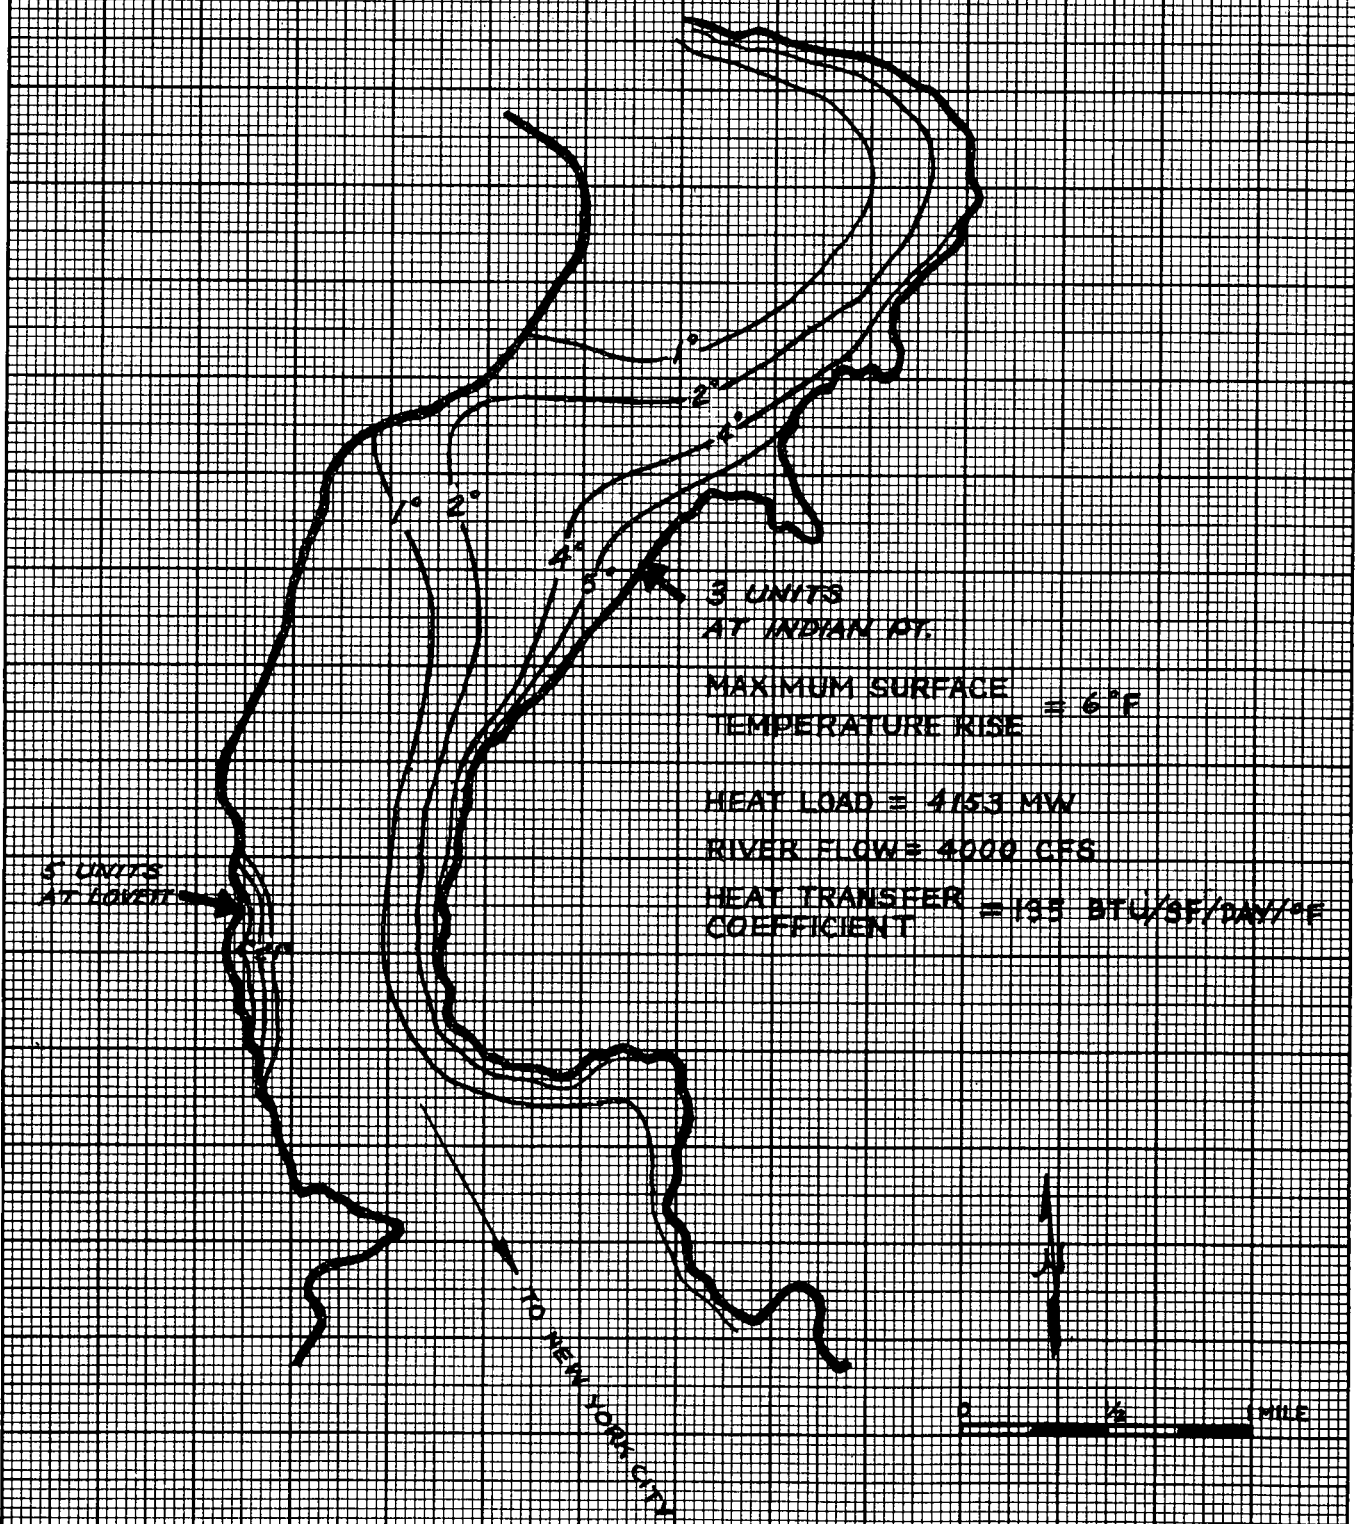 1°
2°
4°
1°
2°
4°
5°
3 UNITS
AT INDIAN PT.
MAXIMUM SURFACE
TEMPERATURE RISE = 6°F
HEAT LOAD = 4153 MW
RIVER FLOW = 4000 CFS
HEAT TRANSFER
COEFFICIENT = 135 BTU/SF/DAY/°F
5 UNITS
AT LOVETT
N
TO NEW YORK CITY
0 1/2 1 MILE